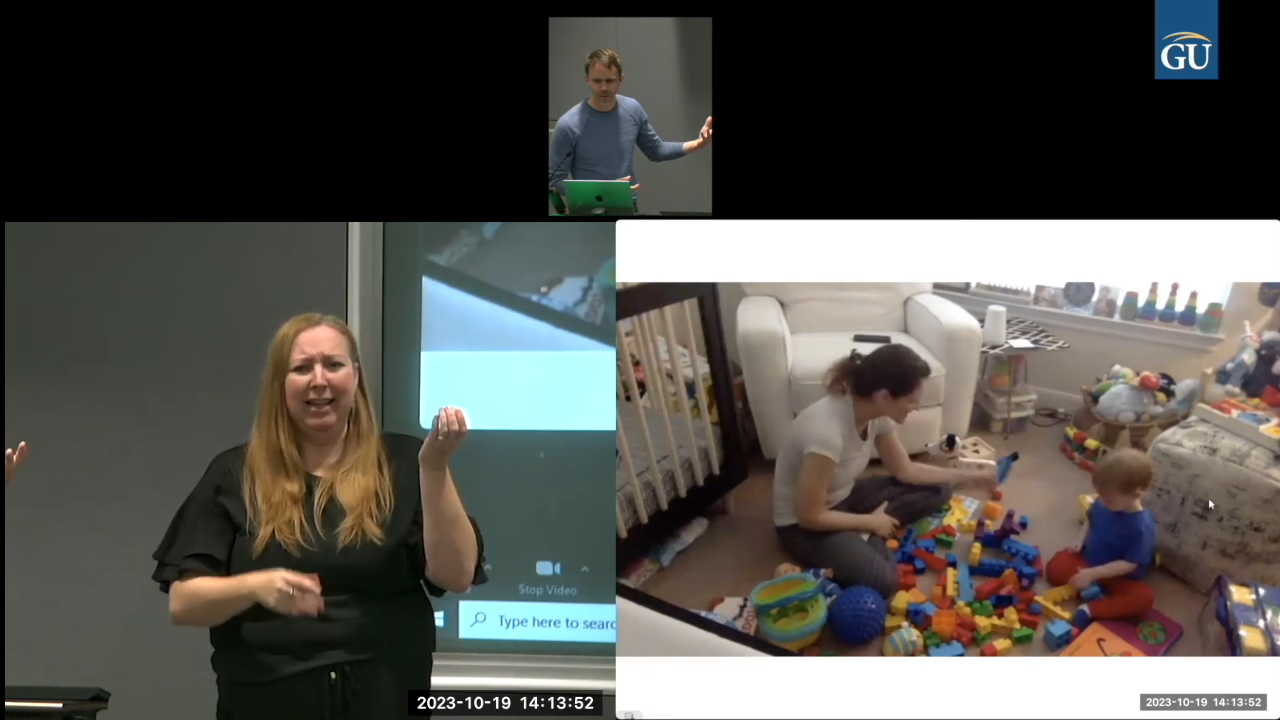 GU
Stop Video
Type here to searc
2023-10-19 14:13:52
2023-10-19 14:13:52